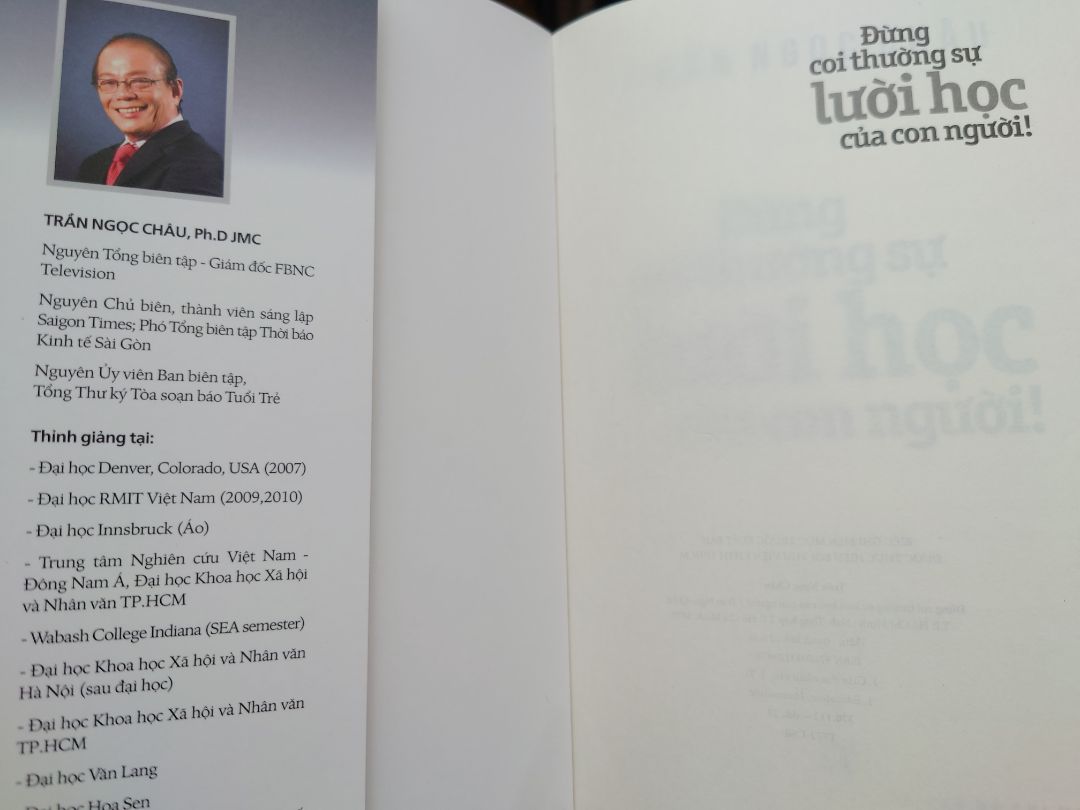 TRẦN NGỌC CHÂU, Ph.D JMC
Nguyên Tổng biên tập - Giám đốc FBNC
Television
Nguyên Chủ biên, thành viên sáng lập
Saigon Times; Phó Tổng biên tập Thời báo
Kinh tế Sài Gòn
Nguyên Ủy viên Ban biên tập,
Tổng Thư ký Tòa soạn báo Tuổi Trẻ
Thỉnh giảng tại:
- Đại học Denver, Colorado, USA (2007)
- Đại học RMIT Việt Nam (2009,2010)
- Đại học Innsbruck (Áo)
- Trung tâm Nghiên cứu Việt Nam -
Đông Nam Á, Đại học Khoa học Xã hội
và Nhân văn TP.HCM
- Wabash College Indiana (SEA semester)
- Đại học Khoa học Xã hội và Nhân văn
Hà Nội (sau đại học)
- Đại học Khoa học Xã hội và Nhân văn
TP.HCM
- Đại học Văn Lang
- Đại học Hoa Sen
Đừng
coi thường sự
lười học
của con người!